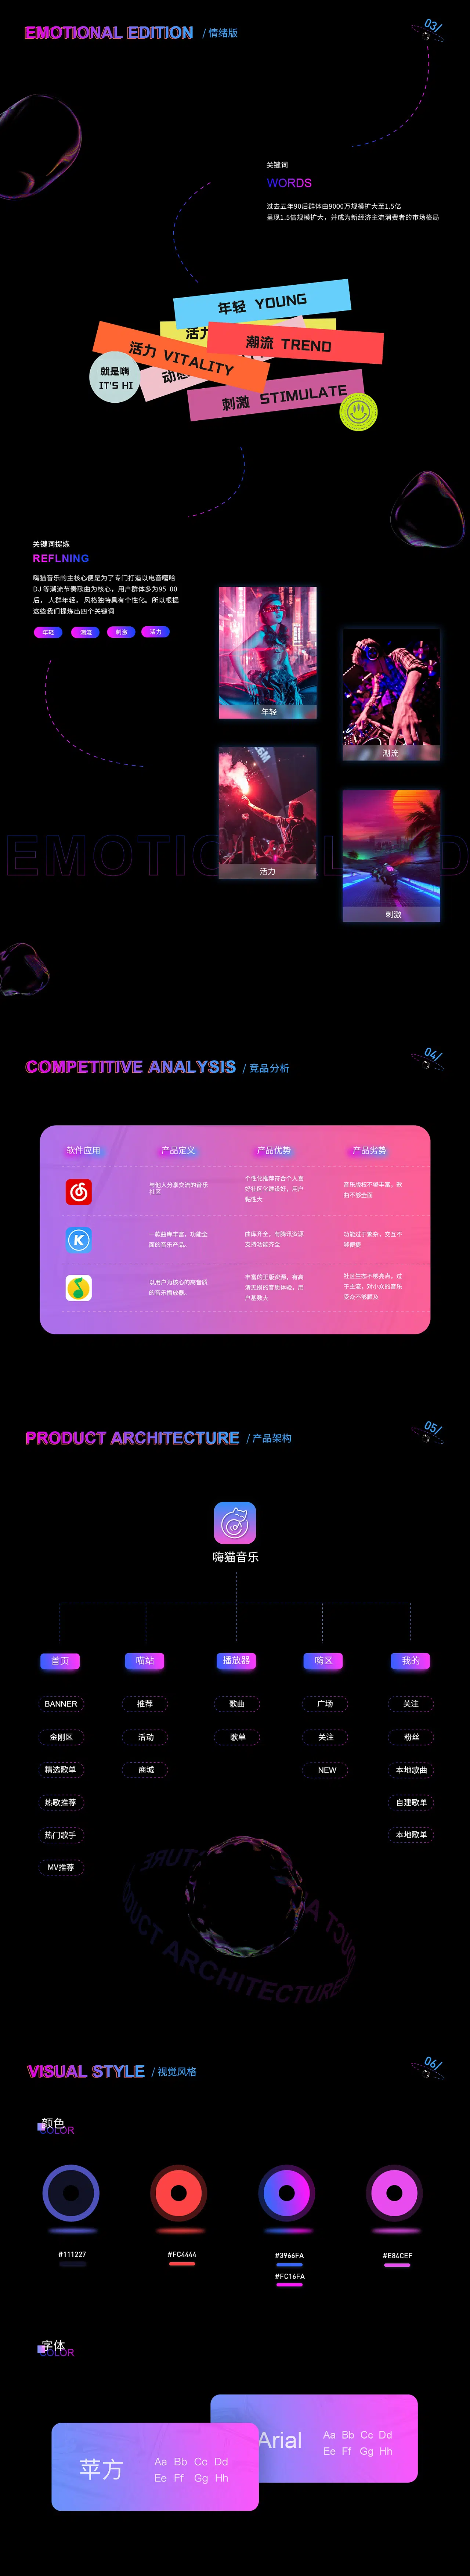 EMOTIONAL EDITION / 情绪版
03/
关键词
WORDS
过去五年90后群体由9000万规模扩大至1.5亿
呈现1.5倍规模扩大，并成为新经济主流消费者的市场格局
年轻 YOUNG
活力
潮流 TREND
活力 VITALITY
动感
就是嗨
IT'S HI
刺激 STIMULATE
关键词提炼
REFLNING
嗨猫音乐的主核心便是为了专门打造以电音嘻哈
DJ 等潮流节奏歌曲为核心，用户群体多为95 00
后，人群年轻， 风格独特具有个性化。所以根据
这些我们提炼出四个关键词
年轻 潮流 刺激 活力
年轻
潮流
活力
刺激
EMOTIO
COMPETITIVE ANALYSIS / 竞品分析
04/
软件应用 产品定义 产品优势 产品劣势
与他人分享交流的音乐
社区
个性化推荐符合个人喜
好社区化建设好，用户
黏性大
音乐版权不够丰富，歌
曲不够全面
K
一款曲库丰富，功能全
面的音乐产品。
曲库齐全，有腾讯资源
支持功能齐全
功能过于繁杂，交互不
够便捷
以用户为核心的高音质
的音乐播放器。
丰富的正版资源，有高
清无损的音质体验，用
户基数大
社区生态不够亮点，过
于主流，对小众的音乐
受众不够顾及
PRODUCT ARCHITECTURE / 产品架构
05/
嗨猫音乐
首页 喵站 播放器 嗨区 我的
BANNER 推荐 歌曲 广场 关注
金刚区 活动 歌单 关注 粉丝
精选歌单 商城 NEW 本地歌曲
热歌推荐 自建歌单
热门歌手 本地歌单
MV推荐
PRODUCT ARCHITECTURE
VISUAL STYLE / 视觉风格
06/
颜色
COLOR
#111227 #FC4444 #3966FA #E84CEF
#FC16FA
字体
COLOR
Arial
Aa Bb Cc Dd
Ee Ff Gg Hh
苹方
Aa Bb Cc Dd
Ee Ff Gg Hh